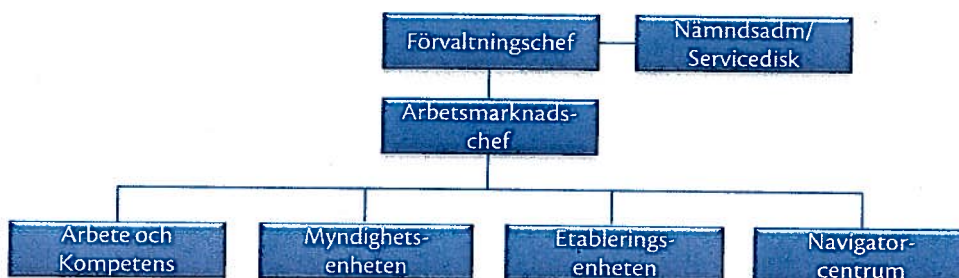 Förvaltningschef
Nämndsadm/
Servicedisk
Arbetsmarknads-
chef
Arbete och
Kompetens
Myndighets-
enheten
Etablerings-
enheten
Navigator-
centrum